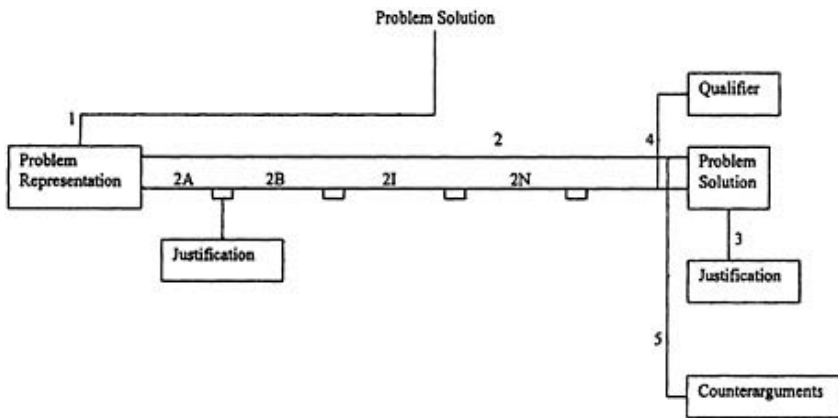 Problem Solution
Qualifier
1
2
4
Problem
Representation
Problem
Solution
2A
2B
2I
2N
Justification
3
Justification
5
Counterarguments